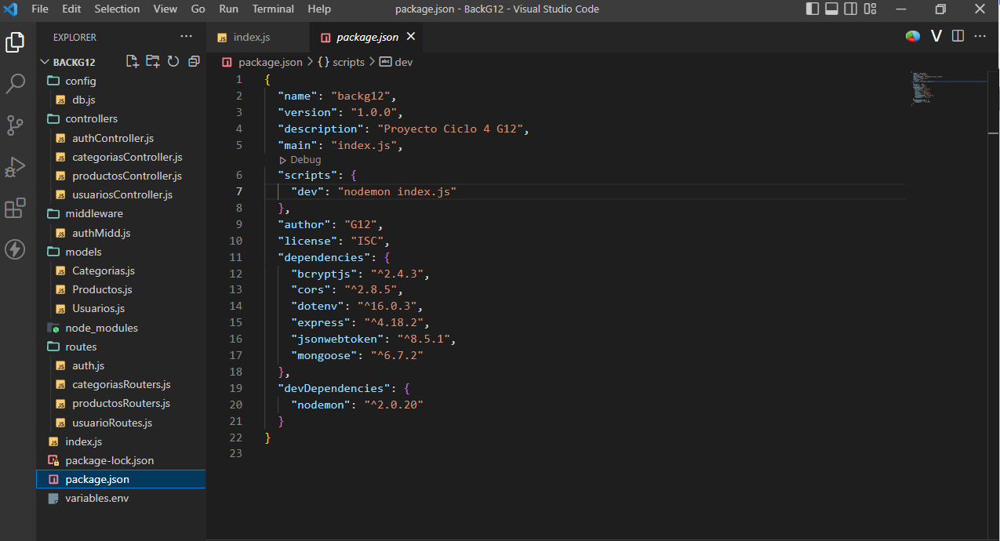 File Edit Selection View Go Run Terminal Help package.json - BackG12 - Visual Studio Code
EXPLORER
BACKG12
config
db.js
controllers
authController.js
categoriasController.js
productosController.js
usuariosController.js
middleware
authMidd.js
models
Categorias.js
Productos.js
Usuarios.js
node_modules
routes
auth.js
categoriasRouters.js
productosRouters.js
usuarioRoutes.js
index.js
package-lock.json
package.json
variables.env
index.js package.json
package.json > {} scripts > abc dev
1 {
2 "name": "backg12",
3 "version": "1.0.0",
4 "description": "Proyecto Ciclo 4 G12",
5 "main": "index.js",
Debug
6 "scripts": {
7 "dev": "nodemon index.js"
8 },
9 "author": "G12",
10 "license": "ISC",
11 "dependencies": {
12 "bcryptjs": "^2.4.3",
13 "cors": "^2.8.5",
14 "dotenv": "^16.0.3",
15 "express": "^4.18.2",
16 "jsonwebtoken": "^8.5.1",
17 "mongoose": "^6.7.2"
18 },
19 "devDependencies": {
20 "nodemon": "^2.0.20"
21 }
22 }
23